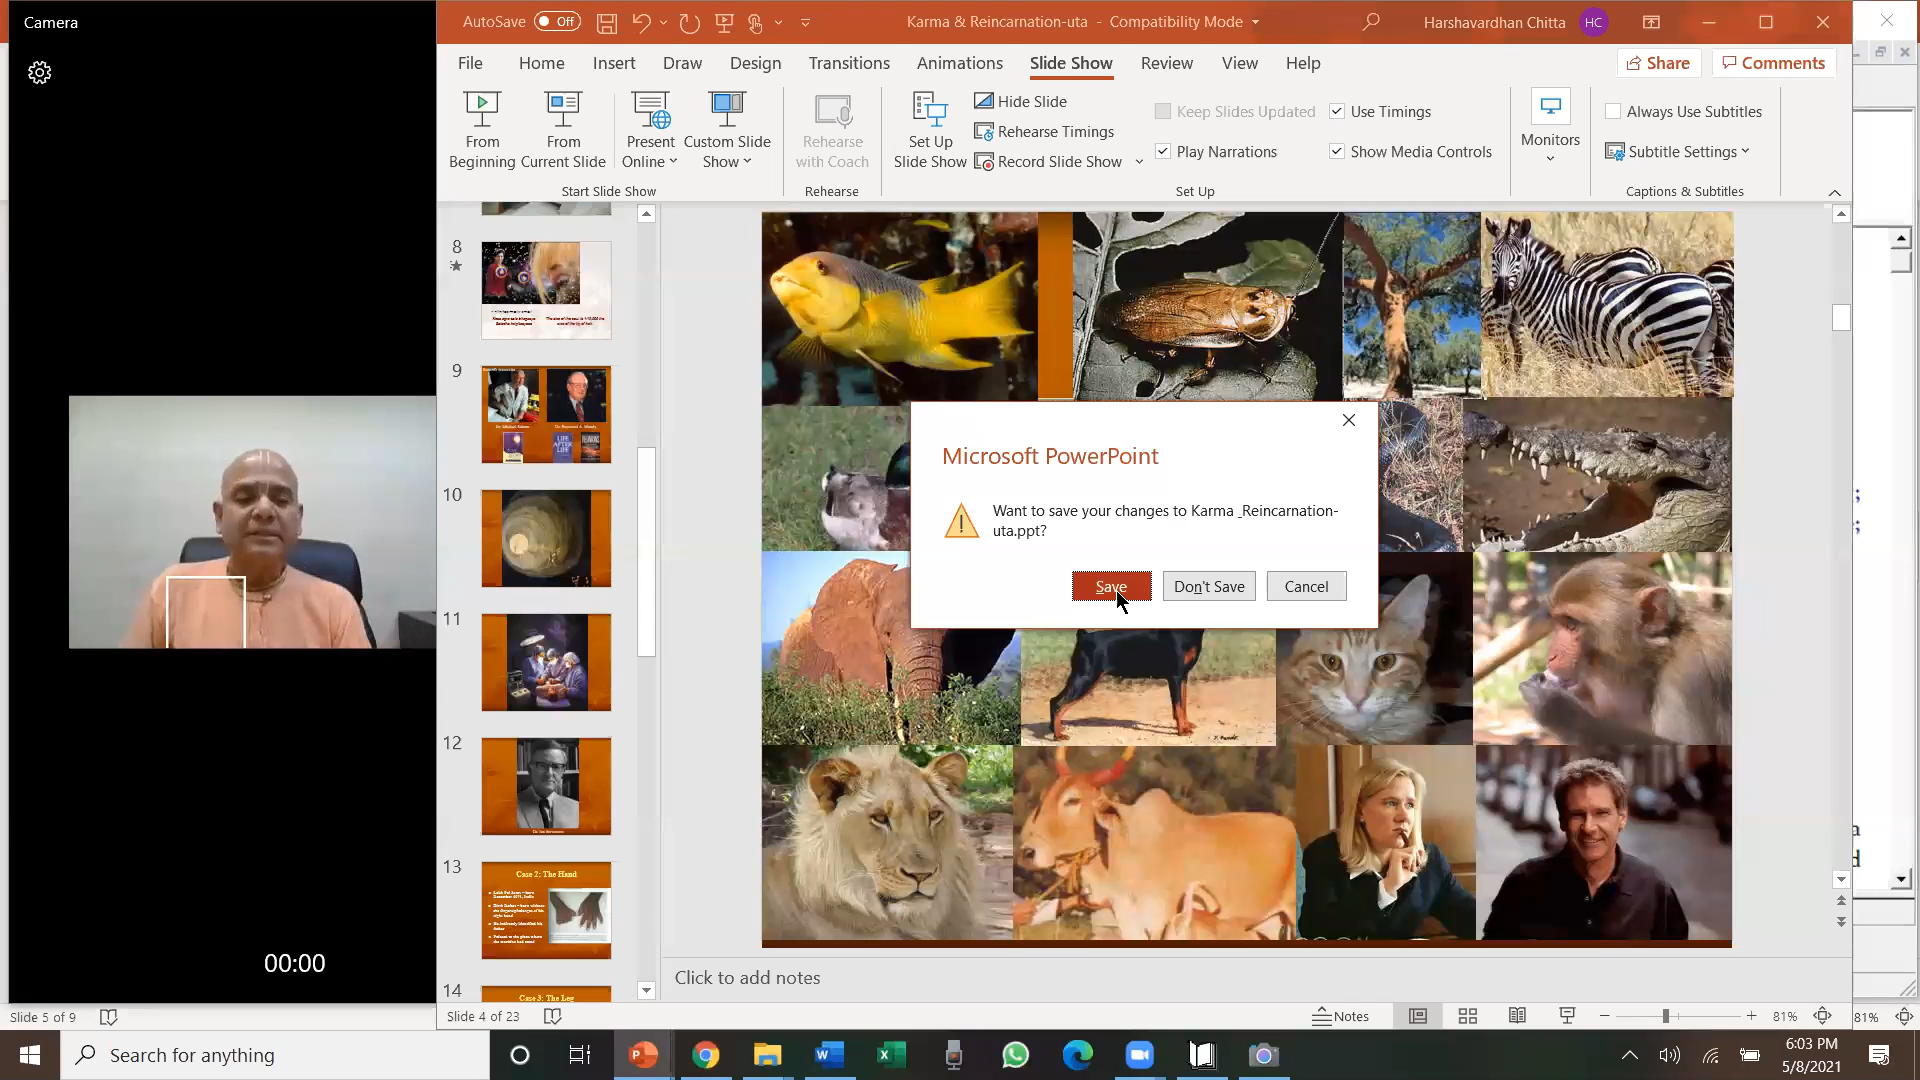 Camera
AutoSave Off
Karma & Reincarnation-uta - Compatibility Mode
Harshavardhan Chitta HC
File Home Insert Draw Design Transitions Animations Slide Show Review View Help
Share Comments
From Beginning
From Current Slide
Present Online
Custom Slide Show
Rehearse with Coach
Set Up Slide Show
Hide Slide
Rehearse Timings
Record Slide Show
Keep Slides Updated
Use Timings
Play Narrations
Show Media Controls
Monitors
Always Use Subtitles
Subtitle Settings
Start Slide Show
Rehearse
Set Up
Captions & Subtitles
8
9
LIFE AFTER LIFE
10
11
12
13
Case 2: The Hand
14
Case 3: The Leg
Microsoft PowerPoint
Want to save your changes to Karma _Reincarnation-
uta.ppt?
Save Don't Save Cancel
00:00
Click to add notes
Slide 5 of 9
Slide 4 of 23
Notes
81%
81%
Search for anything
6:03 PM
5/8/2021